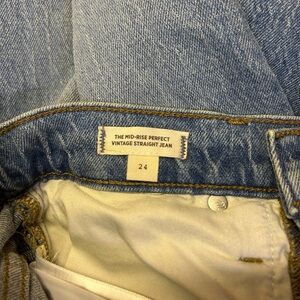 THE MID-RISE PERFECT
VINTAGE STRAIGHT JEAN
24